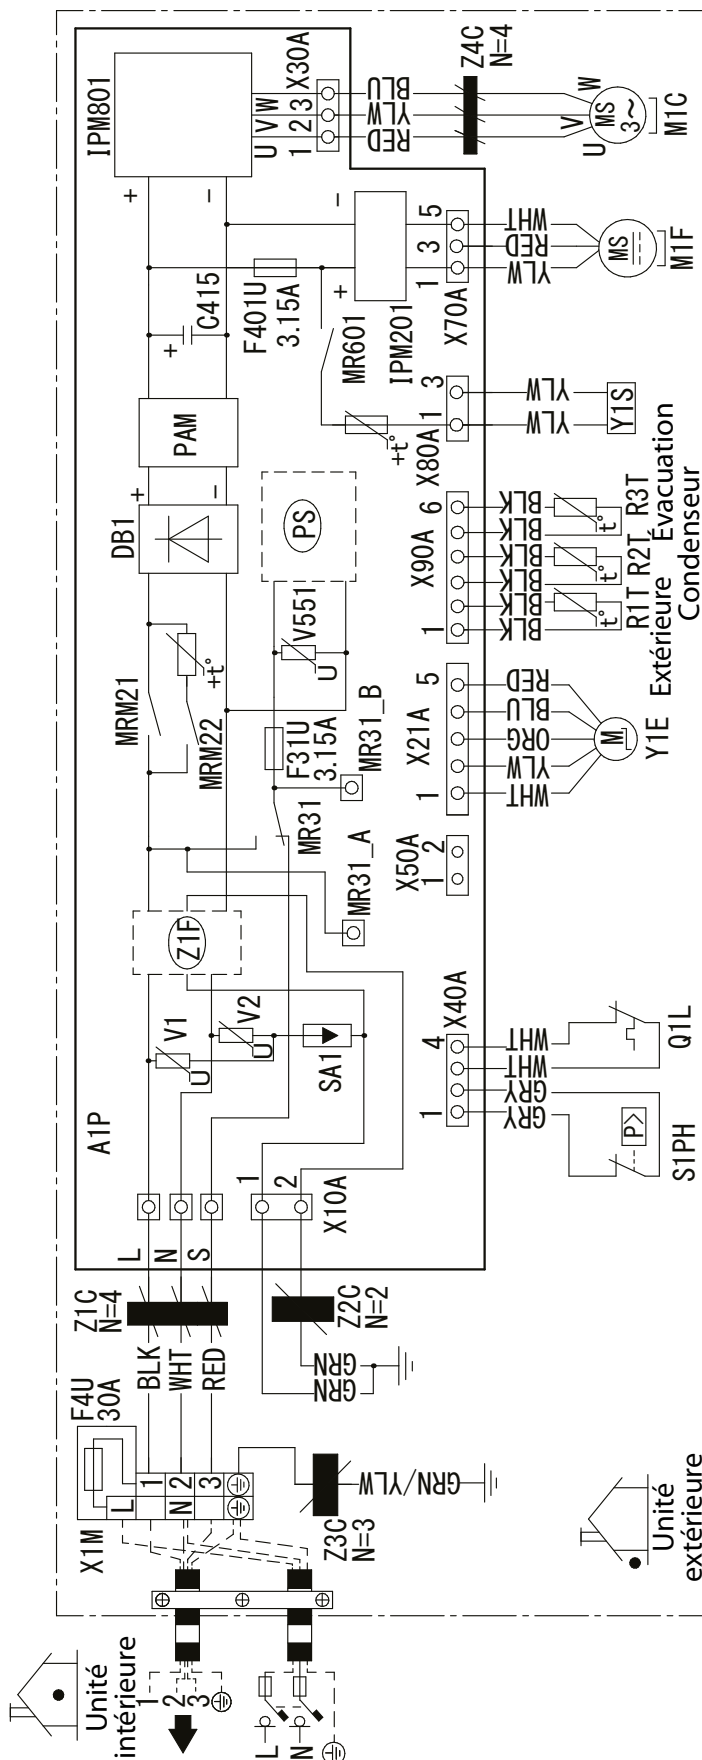 Unité
intérieure
1
2
3
L
N
Unité
extérieure
X1M
F4U
30A
L
1
N
2
3
Z3C
N=3
GRN/YLW
Z1C
N=4
BLK
WHT
RED
L
N
S
GRN
GRN
Z2C
N=2
X10A
1
2
A1P
V1
U
V2
U
SA1
Z1F
MR31_A
MR31
MR31_B
F31U
3.15A
V551
U
PS
MRM21
MRM22
+t°
DB1
+
-
PAM
+
C415
F401U
3.15A
MR601
+t°
IPM201
+
-
IPM801
+
-
U V W
1 2 3
X30A
RED
YLW
BLU
Z4C
N=4
U
V
W
MS
3~
M1C
X70A
1 3 5
YLW
RED
WHT
MS
M1F
X80A
1 3
YLW
YLW
Y1S
X90A
1 6
BLK
BLK
BLK
BLK
BLK
BLK
t°
t°
t°
R1T
R2T
R3T
Extérieure
Évacuation
Condenseur
X21A
1 5
WHT
YLW
ORG
BLU
RED
M
Y1E
X50A
1 2
X40A
1 4
GRY
GRY
WHT
WHT
P>
S1PH
Q1L